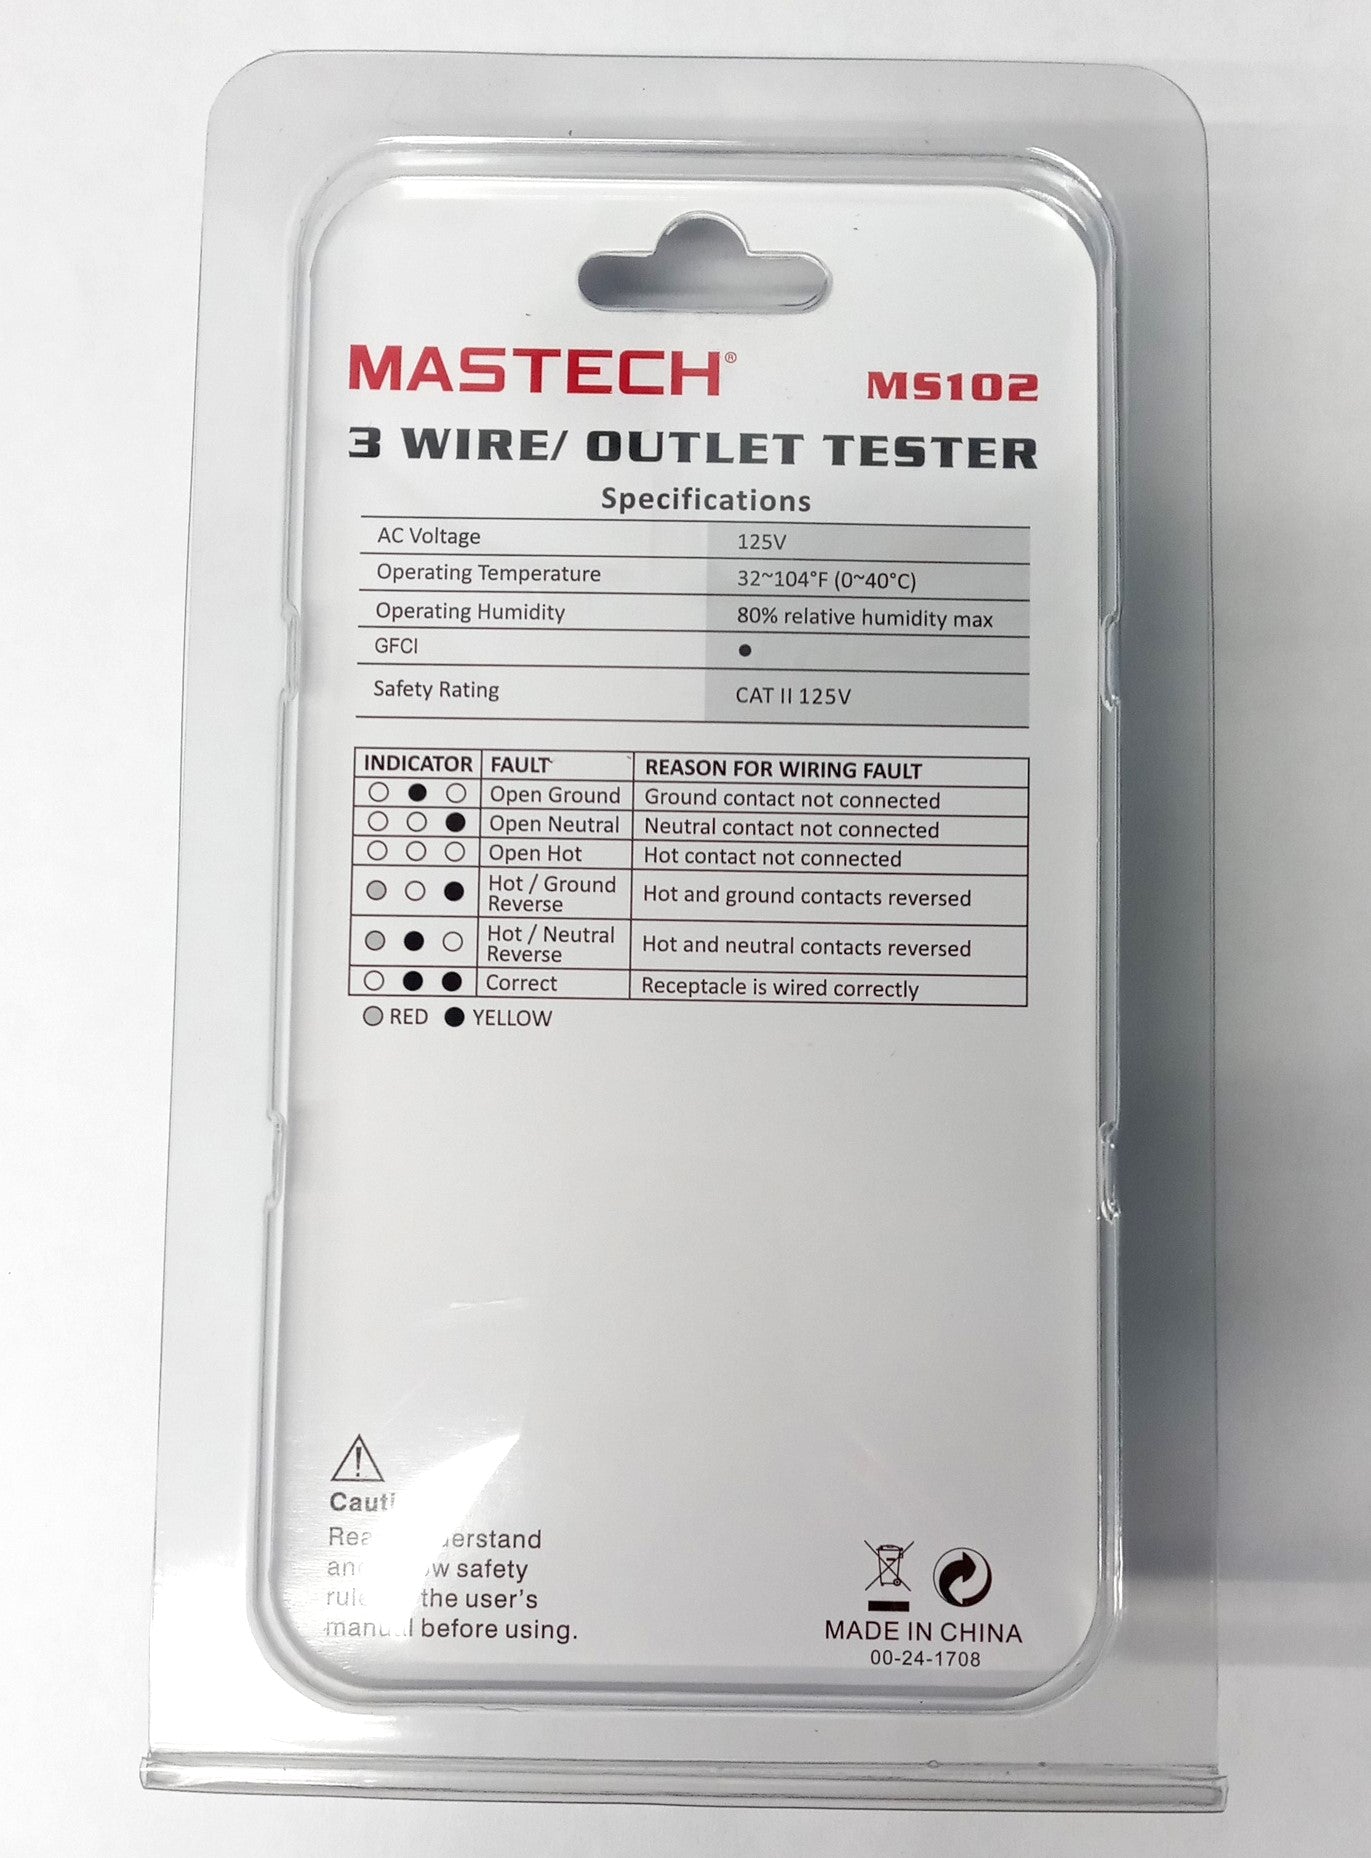 MASTECH® MS102
3 WIRE/ OUTLET TESTER
Specifications
AC Voltage 125V
Operating Temperature 32~104°F (0~40°C)
Operating Humidity 80% relative humidity max
GFCI ●
Safety Rating CAT II 125V
INDICATOR FAULT REASON FOR WIRING FAULT
○ ● ○ Open Ground Ground contact not connected
○ ○ ● Open Neutral Neutral contact not connected
○ ○ ○ Open Hot Hot contact not connected
Hot / Ground
Reverse
Hot and ground contacts reversed
Hot / Neutral
Reverse
Hot and neutral contacts reversed
○ ● ● Correct Receptacle is wired correctly
RED ● YELLOW
safety
the user's
before using.
MADE IN CHINA
00-24-1708